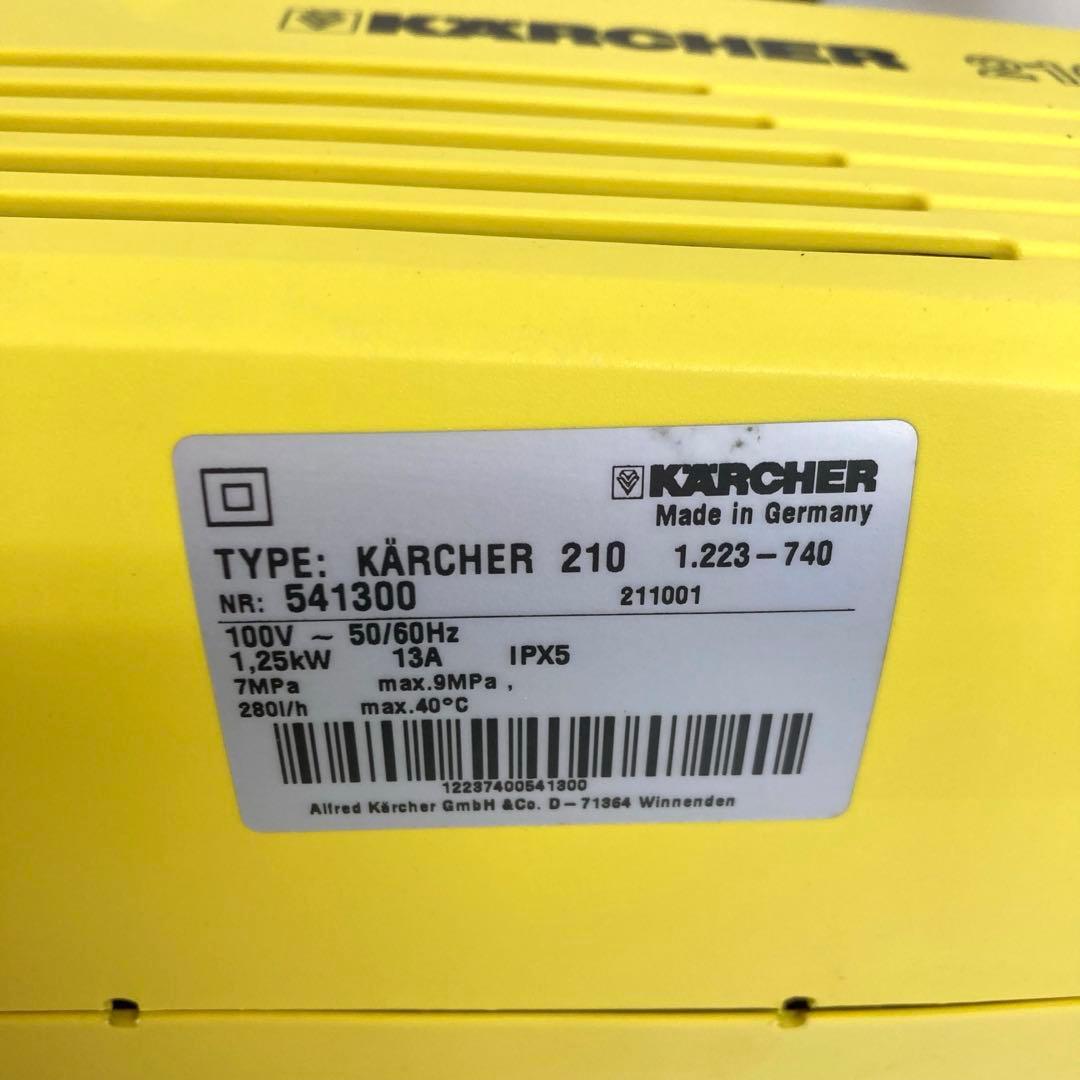 KÄRCHER 210
KÄRCHER
Made in Germany
TYPE: KÄRCHER 210 1.223-740
NR: 541300 211001
100V ~ 50/60Hz
1,25kW 13A IPX5
7MPa max.9MPa ,
280l/h max.40°C
12237400541300
Alfred Kärcher GmbH &Co. D-71364 Winnenden